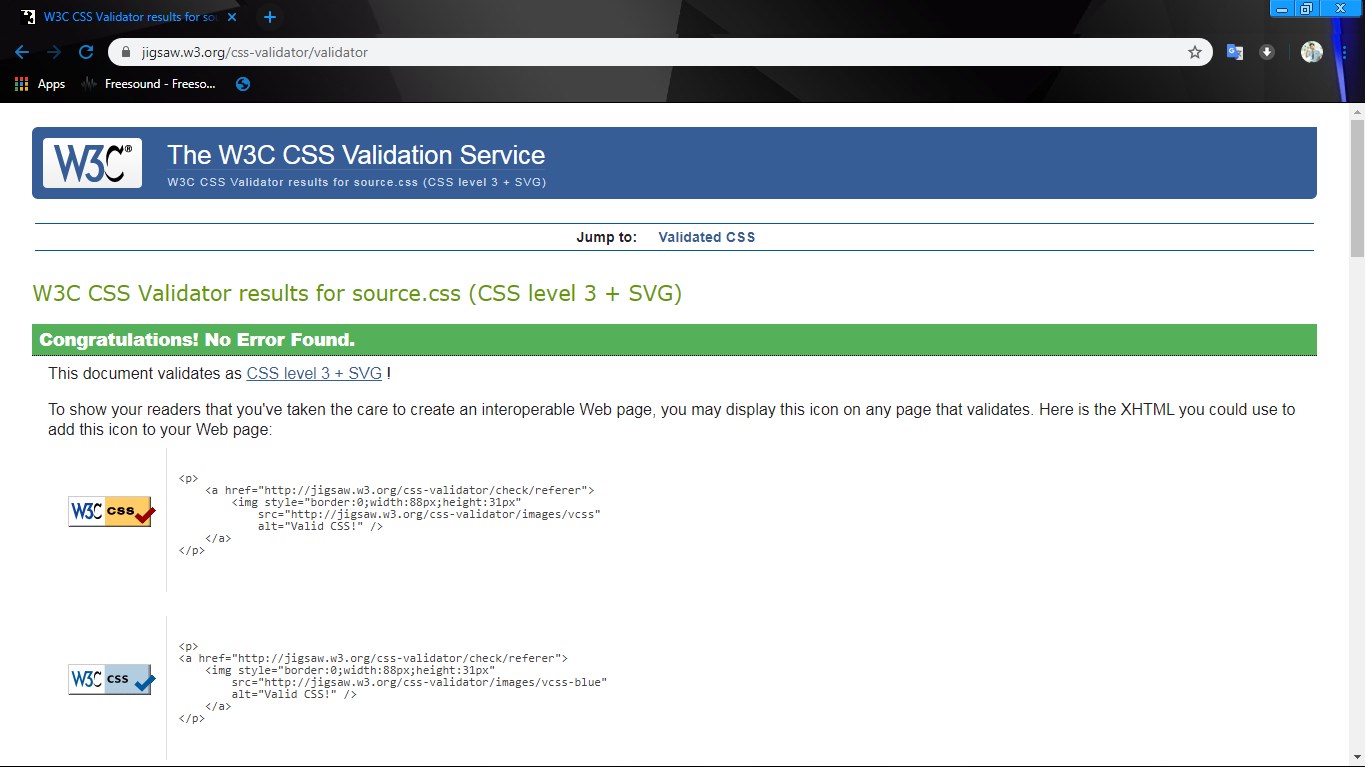 W3C CSS Validator results for sou
jigsaw.w3.org/css-validator/validator
Apps
Freesound - Freeso...
W3C®
The W3C CSS Validation Service
W3C CSS Validator results for source.css (CSS level 3 + SVG)
Jump to: Validated CSS
W3C CSS Validator results for source.css (CSS level 3 + SVG)
Congratulations! No Error Found.
This document validates as CSS level 3 + SVG !
To show your readers that you've taken the care to create an interoperable Web page, you may display this icon on any page that validates. Here is the XHTML you could use to
add this icon to your Web page:
W3C css
<p>
<a href="http://jigsaw.w3.org/css-validator/check/referer">
<img style="border:0;width:88px;height:31px"
src="http://jigsaw.w3.org/css-validator/images/vcss"
alt="Valid CSS!" />
</a>
</p>
W3C css
<p>
<a href="http://jigsaw.w3.org/css-validator/check/referer">
<img style="border:0;width:88px;height:31px"
src="http://jigsaw.w3.org/css-validator/images/vcss-blue"
alt="Valid CSS!" />
</a>
</p>